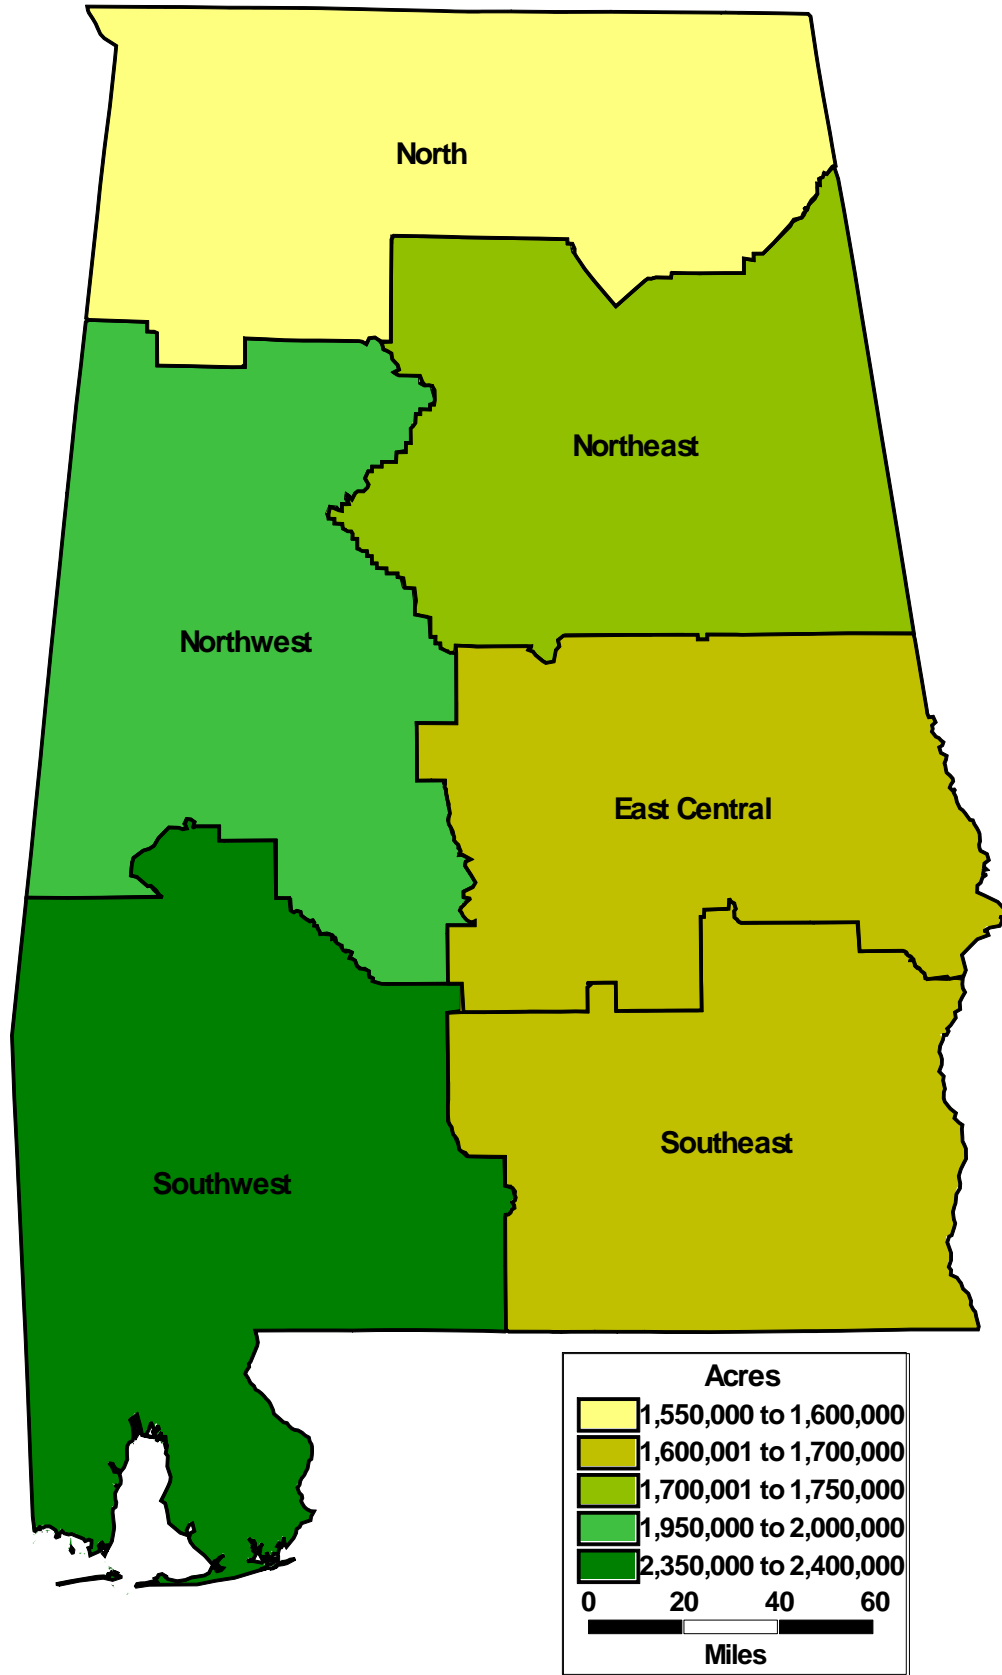 North
Northeast
Northwest
East Central
Southeast
Southwest
Acres
1,550,000 to 1,600,000
1,600,001 to 1,700,000
1,700,001 to 1,750,000
1,950,000 to 2,000,000
2,350,000 to 2,400,000
0 20 40 60
Miles